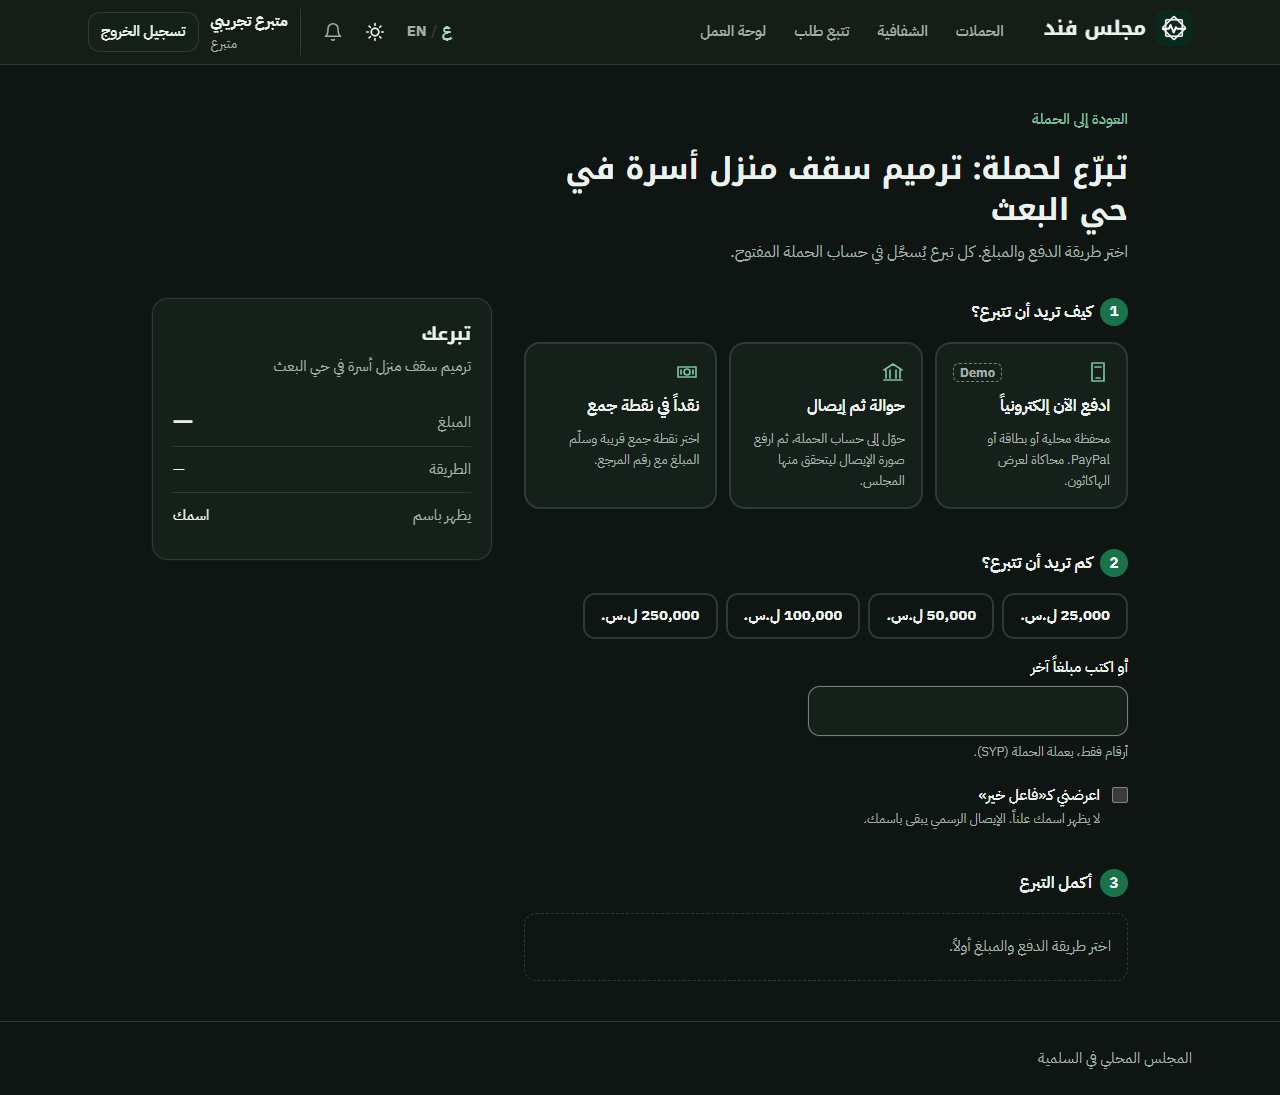 مجلس فند
الحملات
الشفافية
تتبع طلب
لوحة العمل
ع / EN
متبرع تجريبي
متبرع
تسجيل الخروج
العودة إلى الحملة
تبرّع لحملة: ترميم سقف منزل أسرة في
حي البعث
اختر طريقة الدفع والمبلغ. كل تبرع يُسجَّل في حساب الحملة المفتوح.
1 كيف تريد أن تتبرع؟
Demo
ادفع الآن إلكترونياً
محفظة محلية أو بطاقة أو
PayPal. محاكاة لعرض
الهاكاثون.
حوالة ثم إيصال
حوّل إلى حساب الحملة، ثم ارفع
صورة الإيصال ليتحقق منها
المجلس.
نقداً في نقطة جمع
اختر نقطة جمع قريبة وسلّم
المبلغ مع رقم المرجع.
تبرعك
ترميم سقف منزل أسرة في حي البعث
المبلغ —
الطريقة —
يظهر باسم اسمك
2 كم تريد أن تتبرع؟
25,000 ل.س.
50,000 ل.س.
100,000 ل.س.
250,000 ل.س.
أو اكتب مبلغاً آخر
أرقام فقط، بعملة الحملة (SYP).
اعرضني كـ«فاعل خير»
لا يظهر اسمك علناً. الإيصال الرسمي يبقى باسمك.
3 أكمل التبرع
اختر طريقة الدفع والمبلغ أولاً.
المجلس المحلي في السلمية